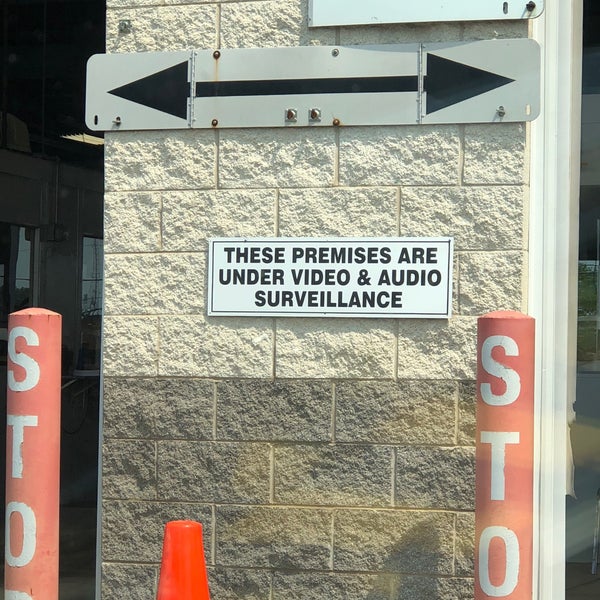 THESE PREMISES ARE
UNDER VIDEO & AUDIO
SURVEILLANCE
STO
STO